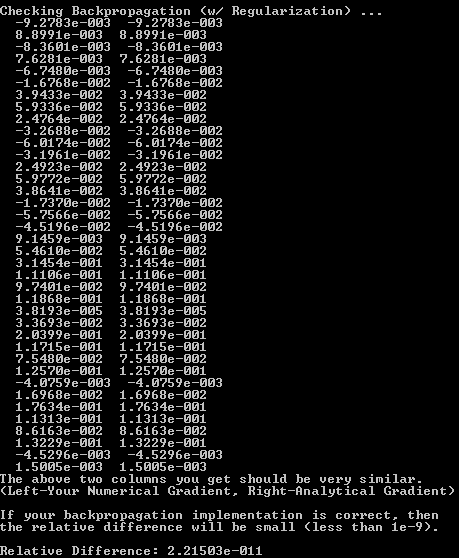 Checking Backpropagation (w/ Regularization) ...
-9.2783e-003 -9.2783e-003
8.8991e-003 8.8991e-003
-8.3601e-003 -8.3601e-003
7.6281e-003 7.6281e-003
-6.7480e-003 -6.7480e-003
-1.6768e-002 -1.6768e-002
3.9433e-002 3.9433e-002
5.9336e-002 5.9336e-002
2.4764e-002 2.4764e-002
-3.2688e-002 -3.2688e-002
-6.0174e-002 -6.0174e-002
-3.1961e-002 -3.1961e-002
2.4923e-002 2.4923e-002
5.9772e-002 5.9772e-002
3.8641e-002 3.8641e-002
-1.7370e-002 -1.7370e-002
-5.7566e-002 -5.7566e-002
-4.5196e-002 -4.5196e-002
9.1459e-003 9.1459e-003
5.4610e-002 5.4610e-002
3.1454e-001 3.1454e-001
1.1106e-001 1.1106e-001
9.7401e-002 9.7401e-002
1.1868e-001 1.1868e-001
3.8193e-005 3.8193e-005
3.3693e-002 3.3693e-002
2.0399e-001 2.0399e-001
1.1715e-001 1.1715e-001
7.5480e-002 7.5480e-002
1.2570e-001 1.2570e-001
-4.0759e-003 -4.0759e-003
1.6968e-002 1.6968e-002
1.7634e-001 1.7634e-001
1.1313e-001 1.1313e-001
8.6163e-002 8.6163e-002
1.3229e-001 1.3229e-001
-4.5296e-003 -4.5296e-003
1.5005e-003 1.5005e-003
The above two columns you get should be very similar.
(Left-Your Numerical Gradient, Right-Analytical Gradient)
If your backpropagation implementation is correct, then
the relative difference will be small (less than 1e-9).
Relative Difference: 2.21503e-011